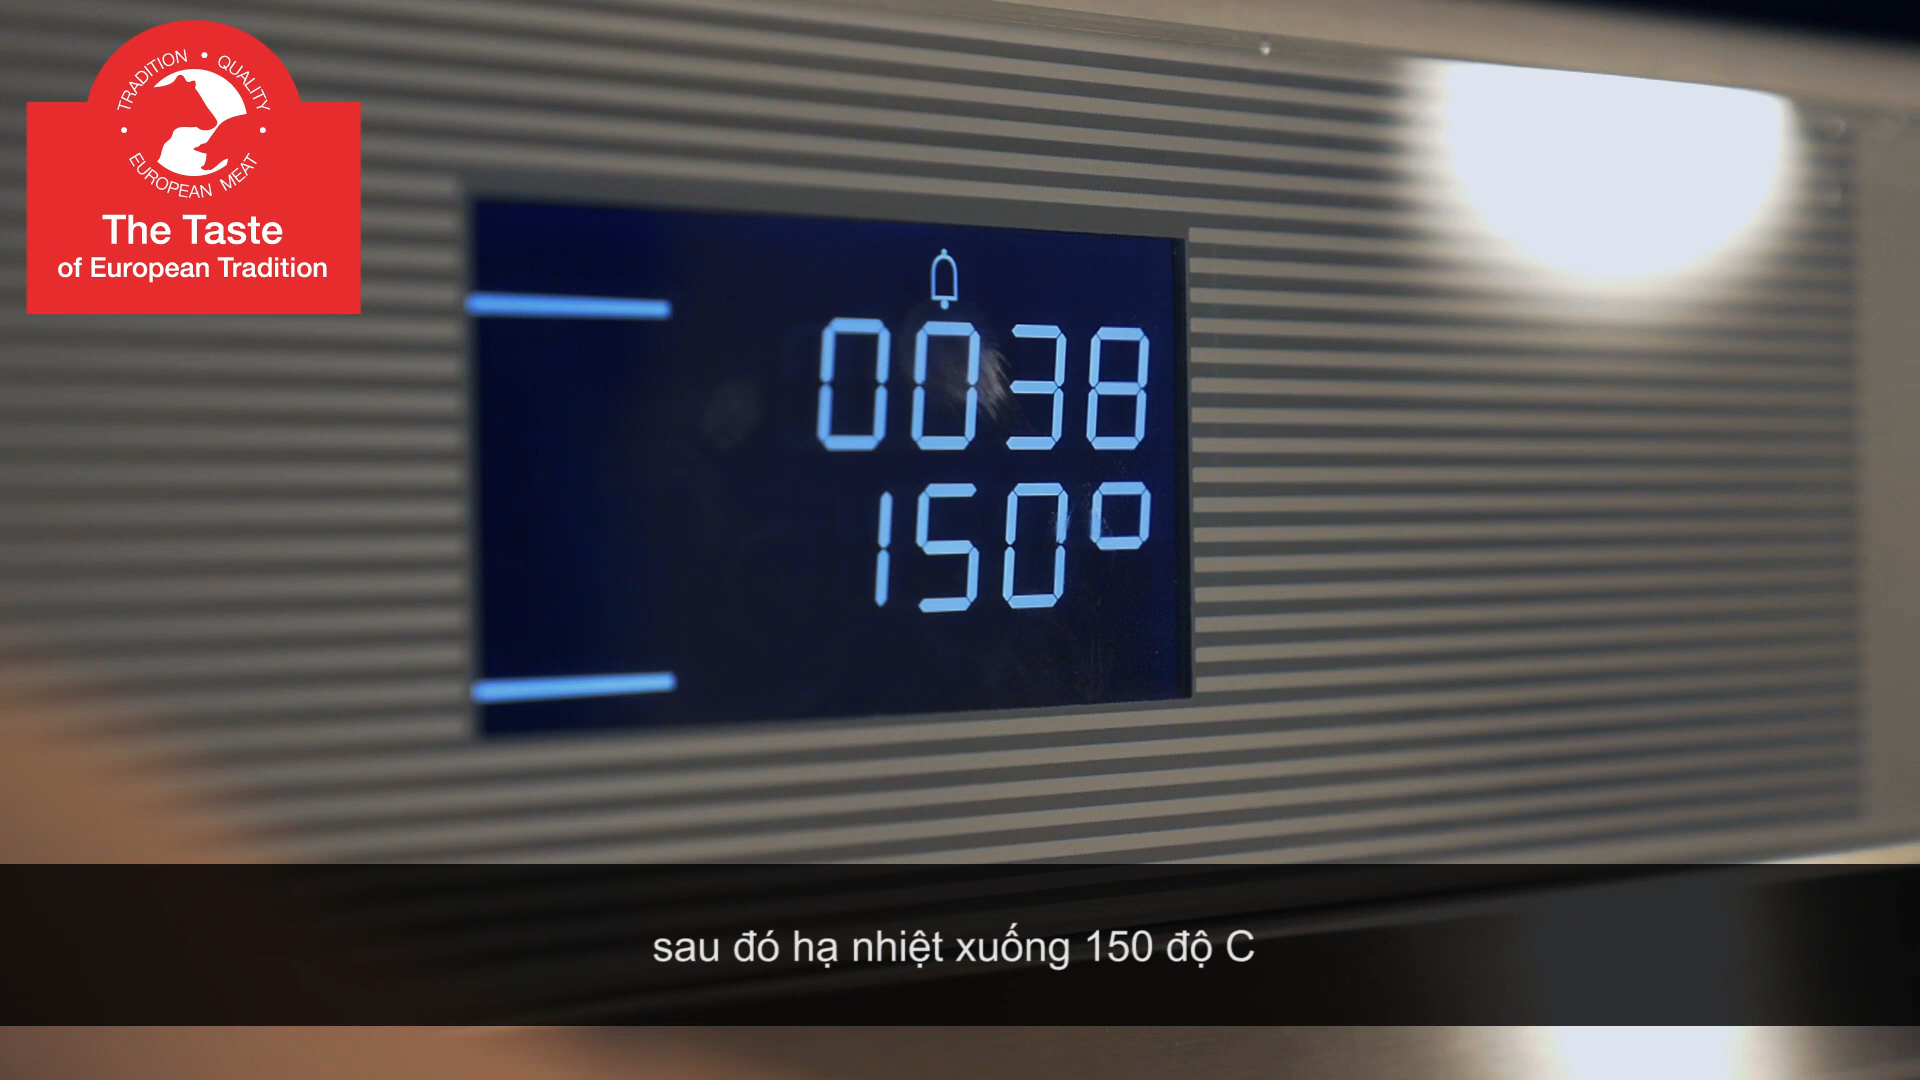 TRADITION • QUALITY
• EUROPEAN MEAT •
The Taste
of European Tradition
0038
150°
sau đó hạ nhiệt xuống 150 độ C